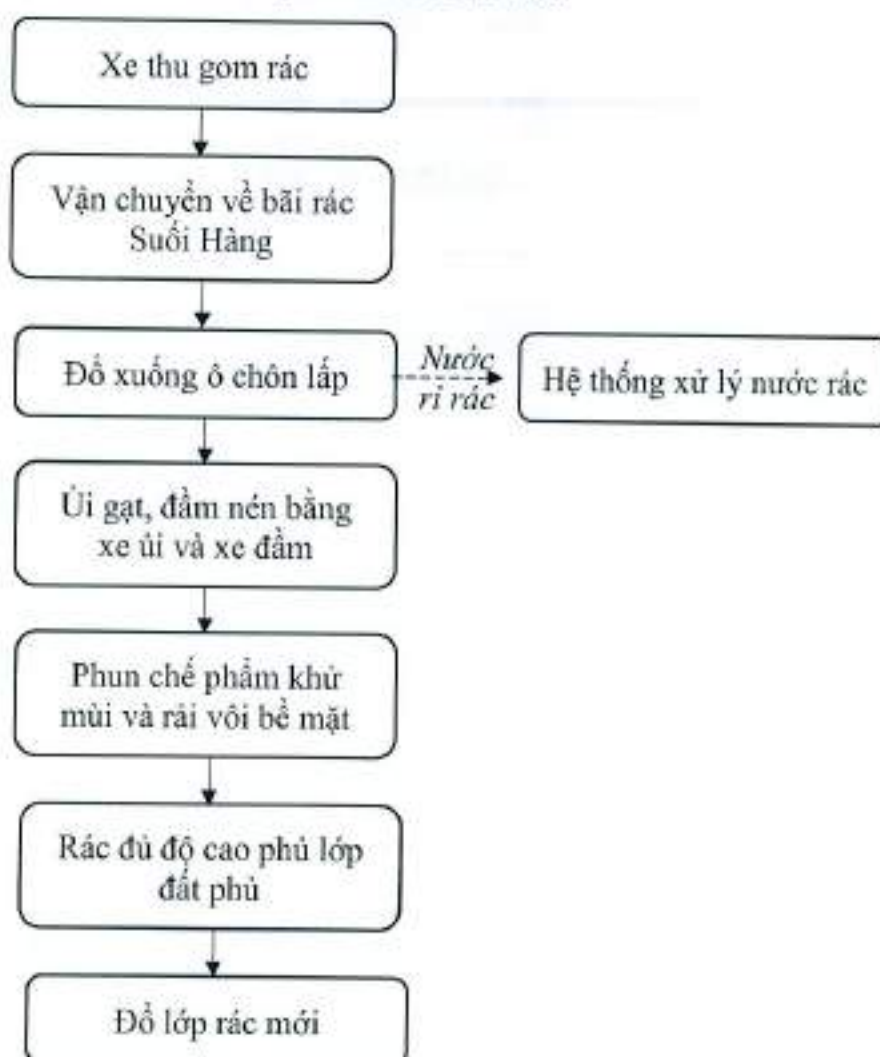 Xe thu gom rác
Vận chuyển về bãi rác
Suối Hàng
Đổ xuống ô chôn lấp
Nước
rỉ rác
Hệ thống xử lý nước rác
Ủi gạt, đầm nén bằng
xe ủi và xe đầm
Phun chế phẩm khử
mùi và rải vôi bề mặt
Rác đủ độ cao phủ lớp
đất phủ
Đổ lớp rác mới